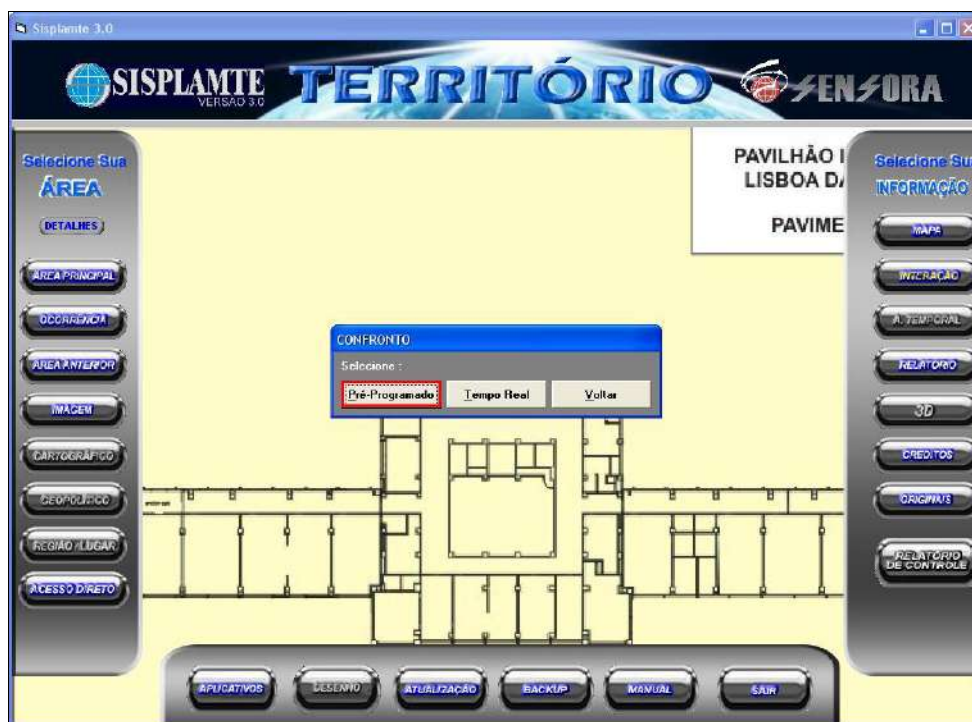 Sisplamte 3.0
SISPLAMTE
VERSAO 3.0
TERRITÓRIO
SENSORA
Selecione Sua
ÁREA
DETALHES
ÁREA PRINCIPAL
OCORRÊNCIA
ÁREA ANTERIOR
IMAGEM
CARTOGRÁFICO
GEOPOLÍTICO
REGIÃO/LUGAR
ACESSO DIRETO
PAVILHÃO
LISBOA DA
PAVIME
CONFRONTO
Selecione :
Pré-Programado
Tempo Real
Voltar
Selecione Su
INFORMAÇÃO
MAPA
INTERAÇÃO
A. TEMPORAL
RELATÓRIO
3D
CRÉDITOS
ORIGINAIS
RELATÓRIO
DE CONTROLE
APLICATIVOS
DESENHO
ATUALIZAÇÃO
BACKUP
MANUAL
SAIR